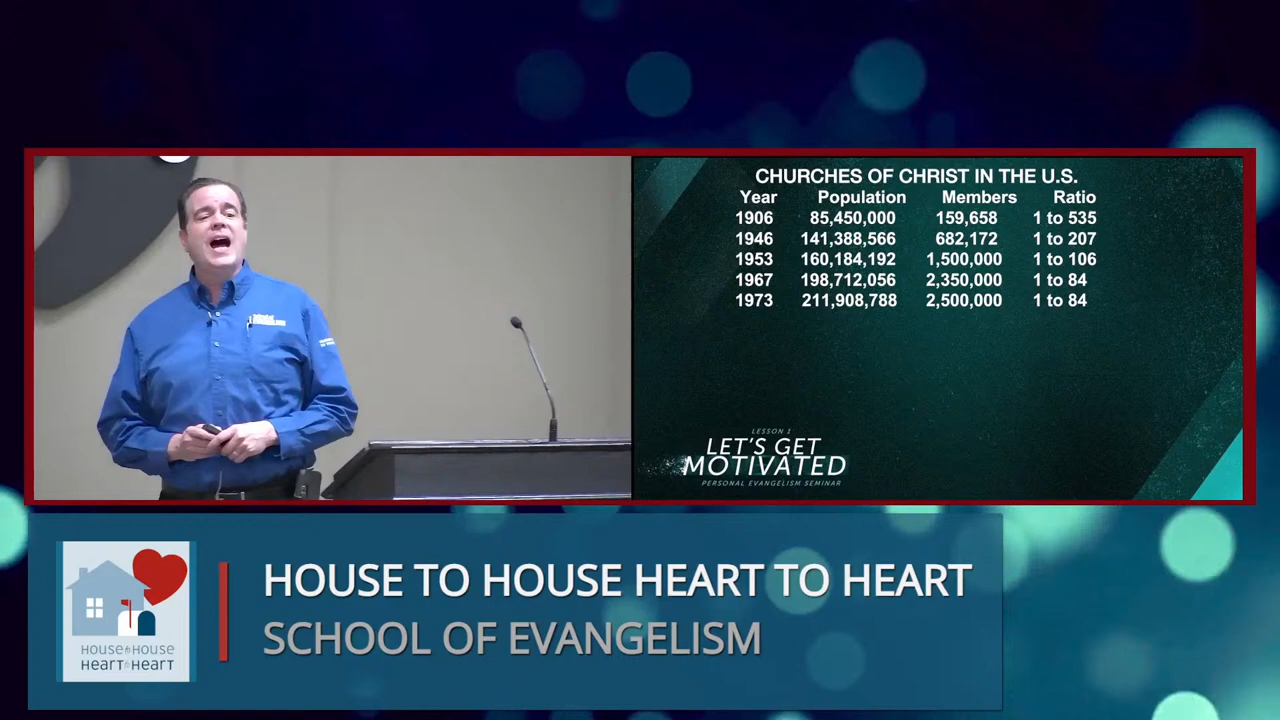 CHURCHES OF CHRIST IN THE U.S.
Year Population Members Ratio
1906 85,450,000 159,658 1 to 535
1946 141,388,566 682,172 1 to 207
1953 160,184,192 1,500,000 1 to 106
1967 198,712,056 2,350,000 1 to 84
1973 211,908,788 2,500,000 1 to 84
LESSON 1
LET'S GET
MOTIVATED
PERSONAL EVANGELISM SEMINAR
HOUSE TO HOUSE HEART TO HEART
SCHOOL OF EVANGELISM
HOUSE to HOUSE
HEART to HEART